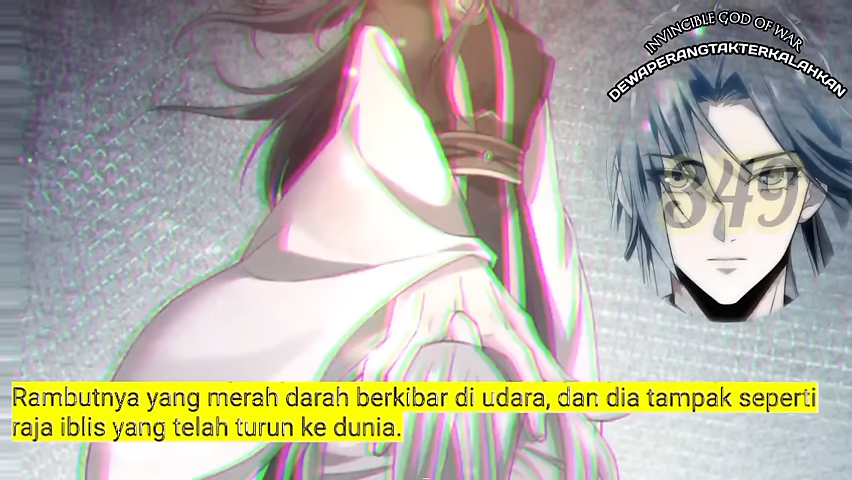 INVINCIBLE GOD OF WAR
DEWAPERANGTAKTERKALAHKAN
349
Rambutnya yang merah darah berkibar di udara, dan dia tampak seperti
raja iblis yang telah turun ke dunia.